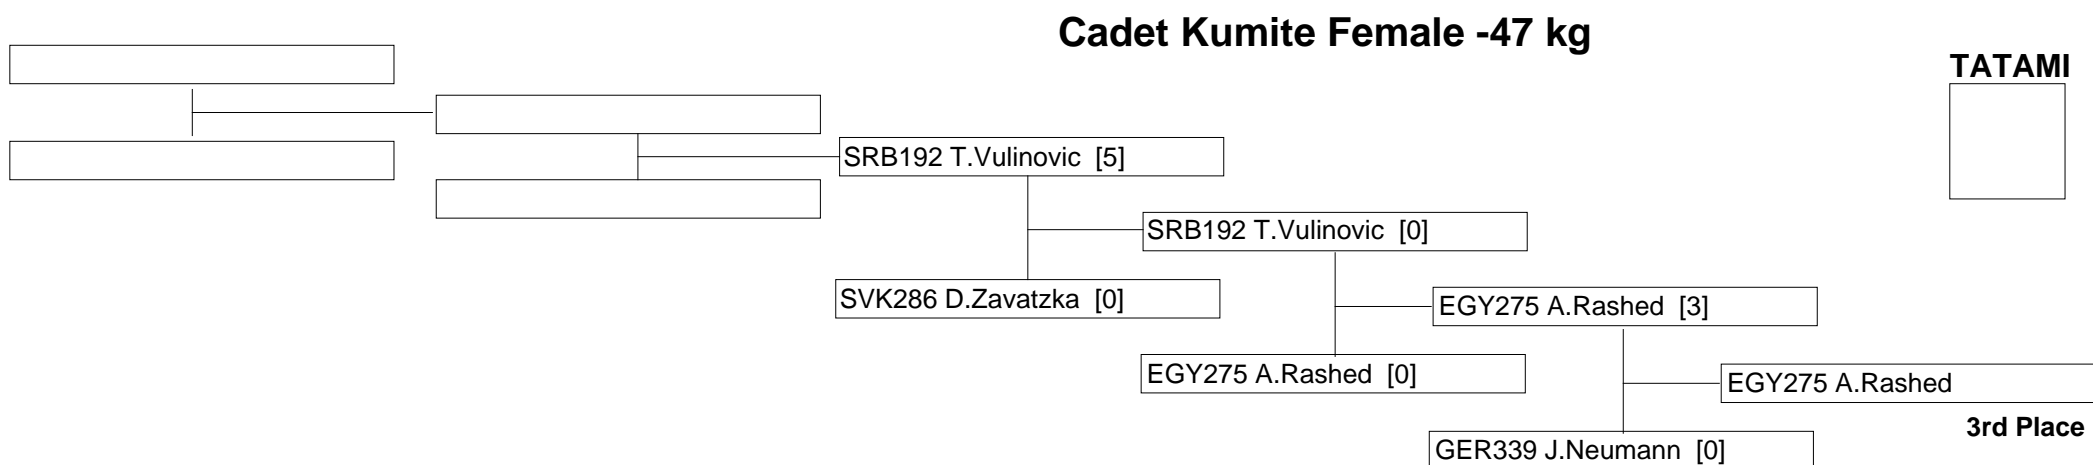 Cadet Kumite Female -47 kg
TATAMI
SRB192 T.Vulinovic [5]
SRB192 T.Vulinovic [0]
SVK286 D.Zavatzka [0]
EGY275 A.Rashed [3]
EGY275 A.Rashed [0]
EGY275 A.Rashed
3rd Place
GER339 J.Neumann [0]